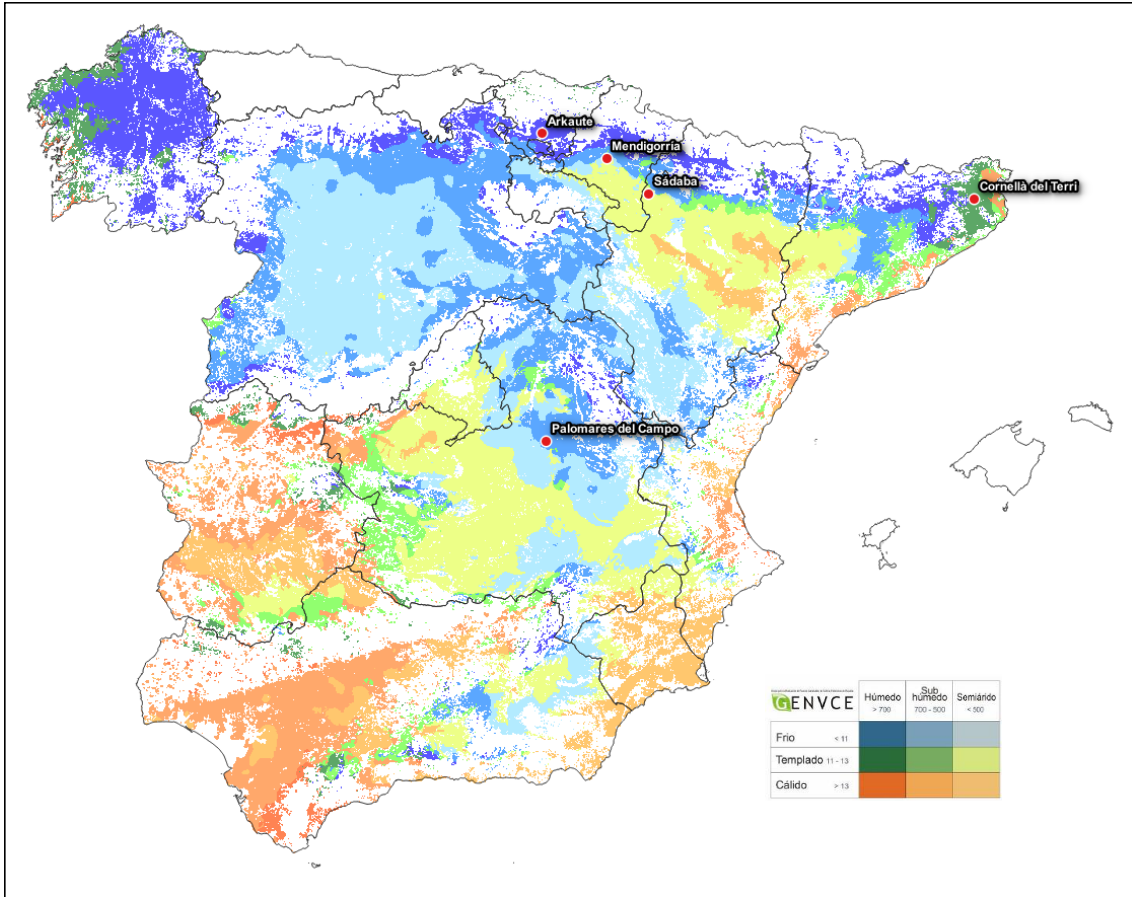 Arkaute
Mendigorría
Sádaba
Cornellà del Terri
Palomares del Campo
GENVCE
Húmedo
> 700
Sub
húmedo
700 - 500
Semiárido
< 500
Frio < 11
Templado 11 - 13
Cálido > 13